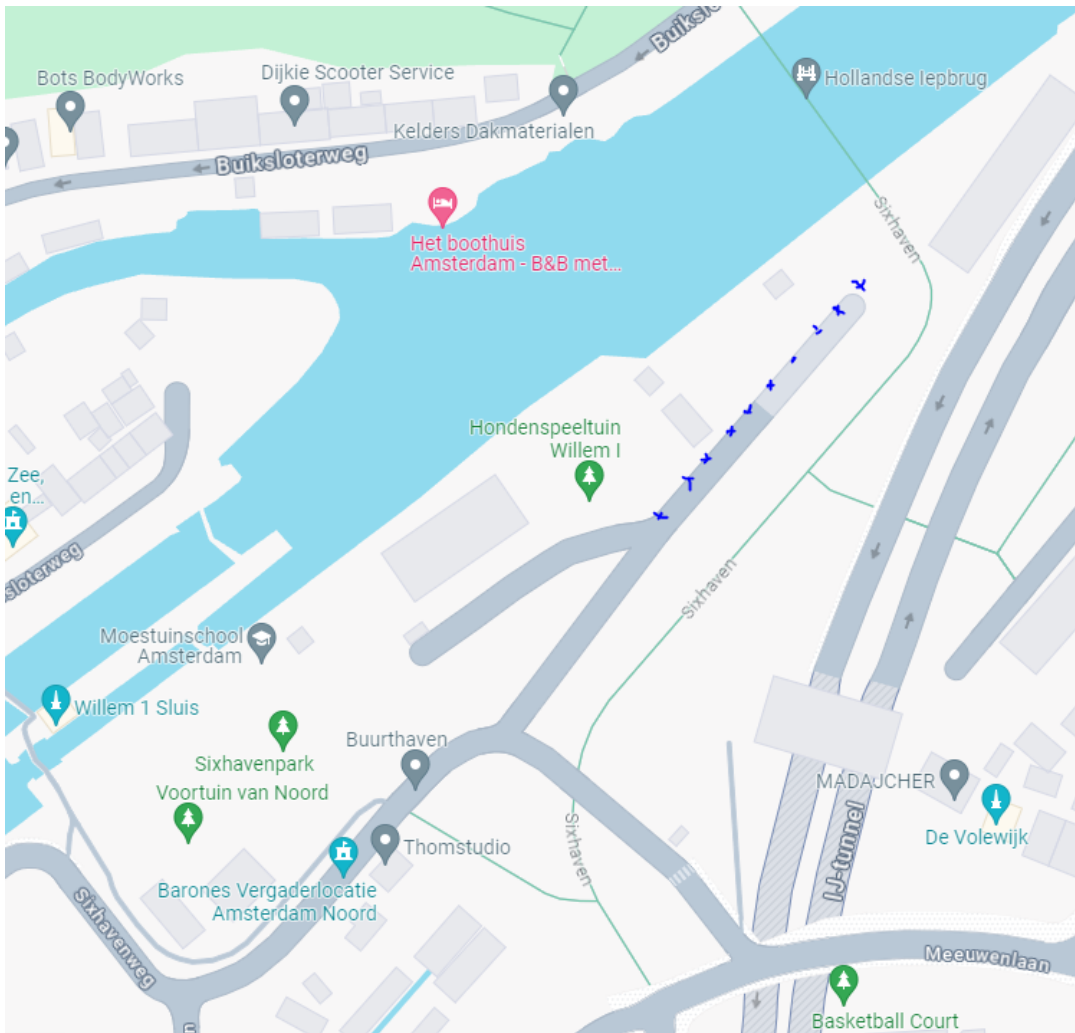 Buiksloterweg
Bots BodyWorks
Dijkie Scooter Service
Hollandse Iepbrug
Kelders Dakmaterialen
Buiksloterweg
Sixhaven
Het boothuis
Amsterdam - B&B met...
Hondenspeeltuin
Willem I
Zee,
en...
Sixhaven
Moestuinschool
Amsterdam
Willem 1 Sluis
Sixhavenpark
Buurthaven
Voortuin van Noord
MADAJCHER
De Volewijk
IJ-tunnel
Sixhaven
Thomstudio
Barones Vergaderlocatie
Amsterdam Noord
Sixhavenweg
Meeuwenlaan
Basketball Court